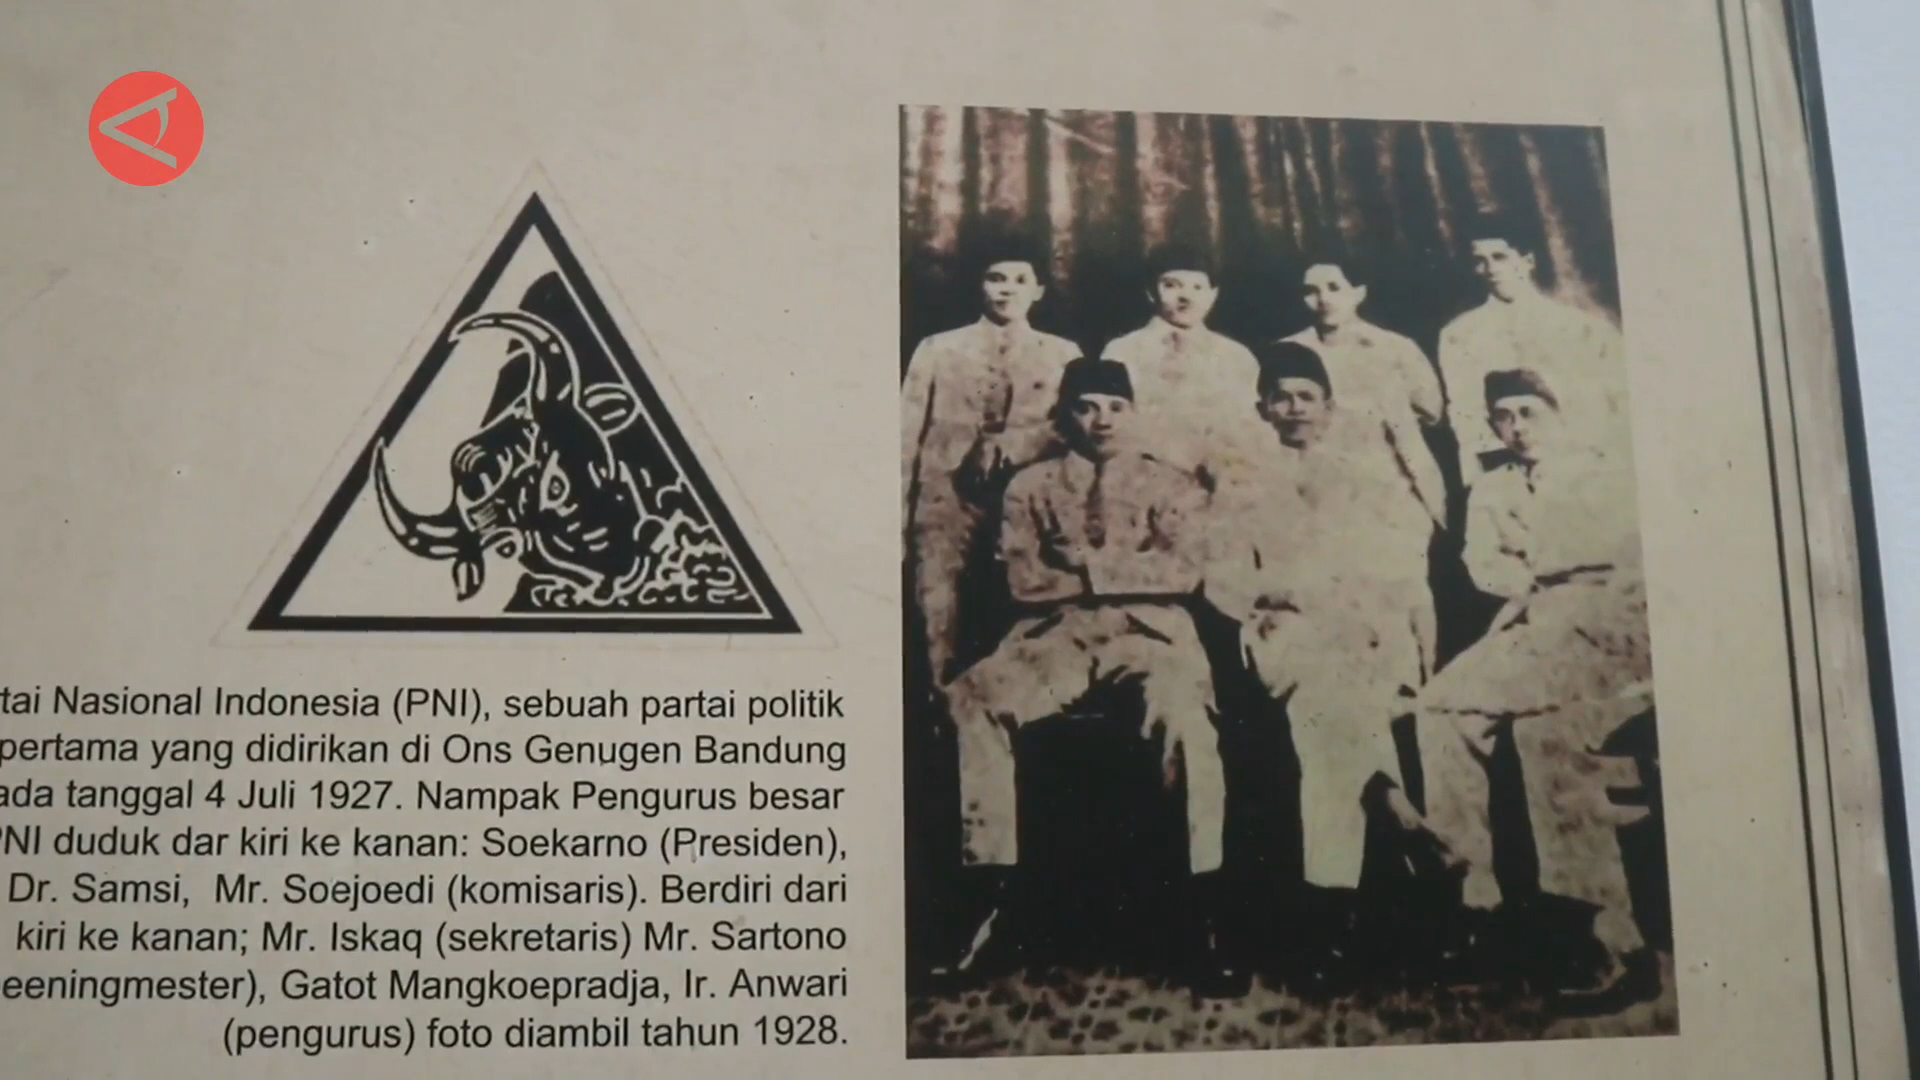 tai Nasional Indonesia (PNI), sebuah partai politik
pertama yang didirikan di Ons Genugen Bandung
ada tanggal 4 Juli 1927. Nampak Pengurus besar
PNI duduk dar kiri ke kanan: Soekarno (Presiden),
Dr. Samsi, Mr. Soejoedi (komisaris). Berdiri dari
kiri ke kanan; Mr. Iskaq (sekretaris) Mr. Sartono
eeningmester), Gatot Mangkoepradja, Ir. Anwari
(pengurus) foto diambil tahun 1928.